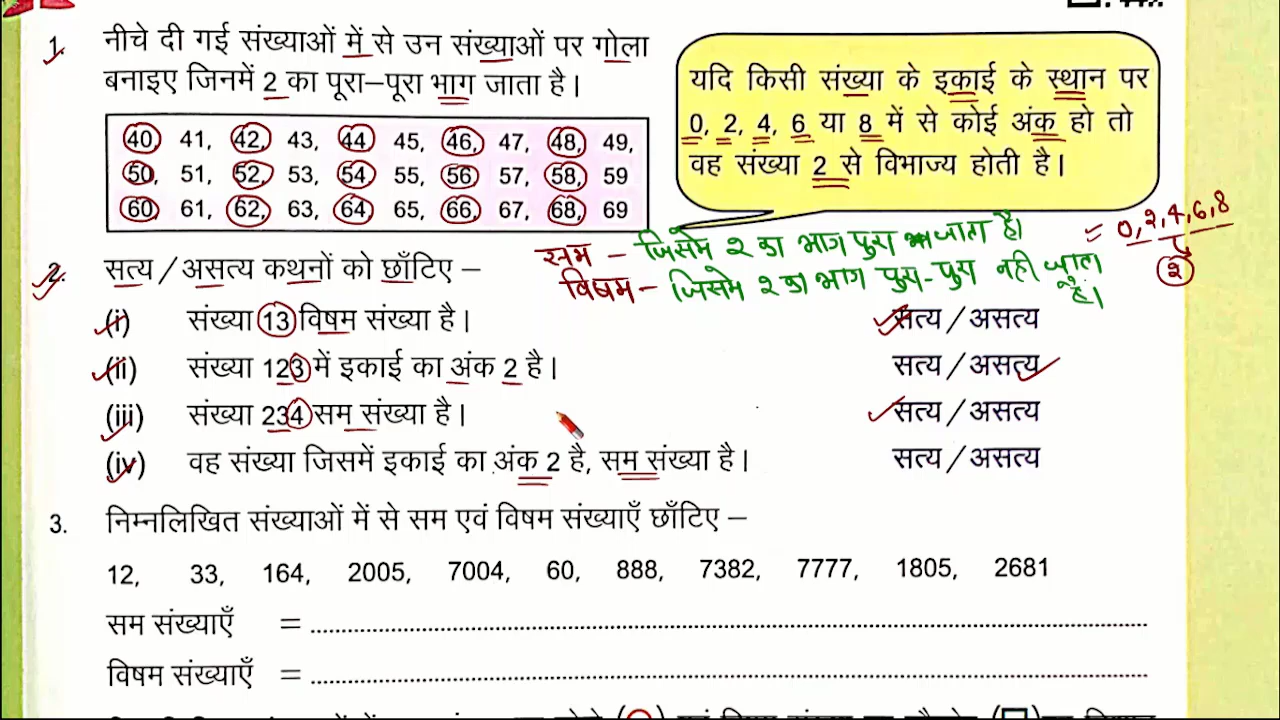 1. नीचे दी गई संख्याओं में से उन संख्याओं पर गोला
बनाइए जिनमें 2 का पूरा–पूरा भाग जाता है।
40, 41, 42, 43, 44 45, 46, 47, 48, 49,
50, 51, 52, 53, 54 55, 56 57, 58, 59
60, 61, 62, 63, 64 65, 66, 67, 68, 69
यदि किसी संख्या के इकाई के स्थान पर
0, 2, 4, 6 या 8 में से कोई अंक हो तो
वह संख्या 2 से विभाज्य होती है।
= 0, 2, 4, 6, 8
2
सम – जिसमे 2 का भाग पुरा जाता है।
विषम – जिसमे 2 का भाग पुरा-पुरा नही जाता है।
2. सत्य / असत्य कथनों को छाँटिए –
(i) संख्या 13 विषम संख्या है। सत्य / असत्य
(ii) संख्या 123 में इकाई का अंक 2 है। सत्य / असत्य
(iii) संख्या 234 सम संख्या है। सत्य / असत्य
(iv) वह संख्या जिसमें इकाई का अंक 2 है, सम संख्या है। सत्य / असत्य
3. निम्नलिखित संख्याओं में से सम एवं विषम संख्याएँ छाँटिए –
12, 33, 164, 2005, 7004, 60, 888, 7382, 7777, 1805, 2681
सम संख्याएँ = ........................................
विषम संख्याएँ = ........................................